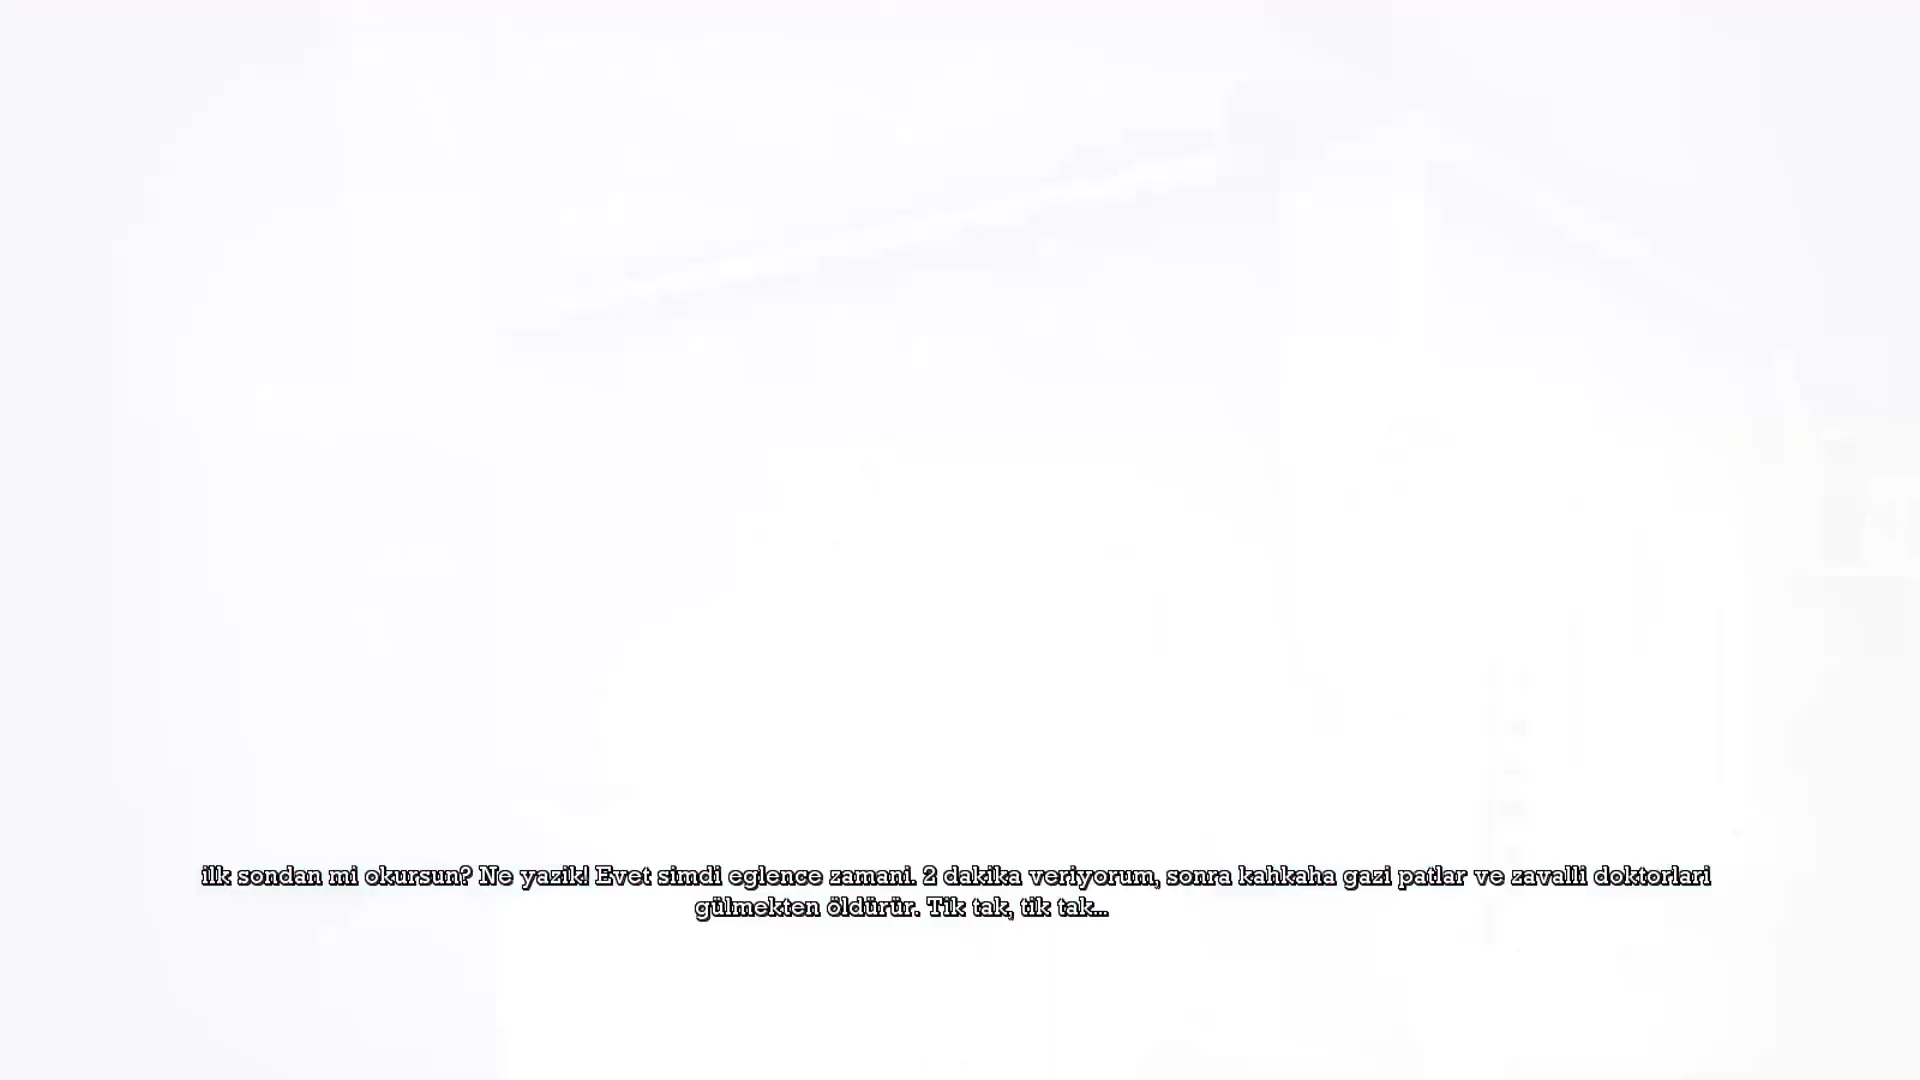 ilk sondan mi okursun? Ne yazik! Evet simdi eglence zamani. 2 dakika veriyorum, sonra kahkaha gazi patlar ve zavalli doktorlari
gülmekten öldürür. Tik tak, tik tak...